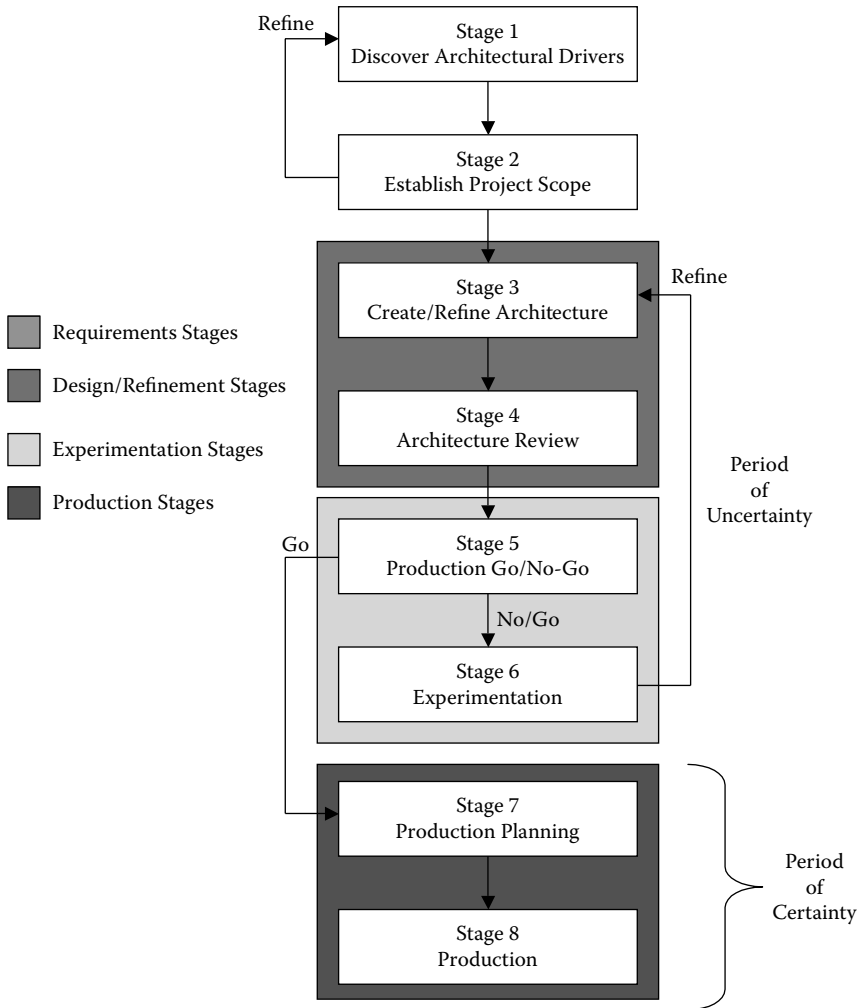 Refine
Stage 1
Discover Architectural Drivers
Stage 2
Establish Project Scope
Stage 3
Create/Refine Architecture
Refine
Requirements Stages
Design/Refinement Stages
Experimentation Stages
Production Stages
Stage 4
Architecture Review
Period
of
Uncertainty
Go
Stage 5
Production Go/No-Go
No/Go
Stage 6
Experimentation
Stage 7
Production Planning
Stage 8
Production
Period
of
Certainty